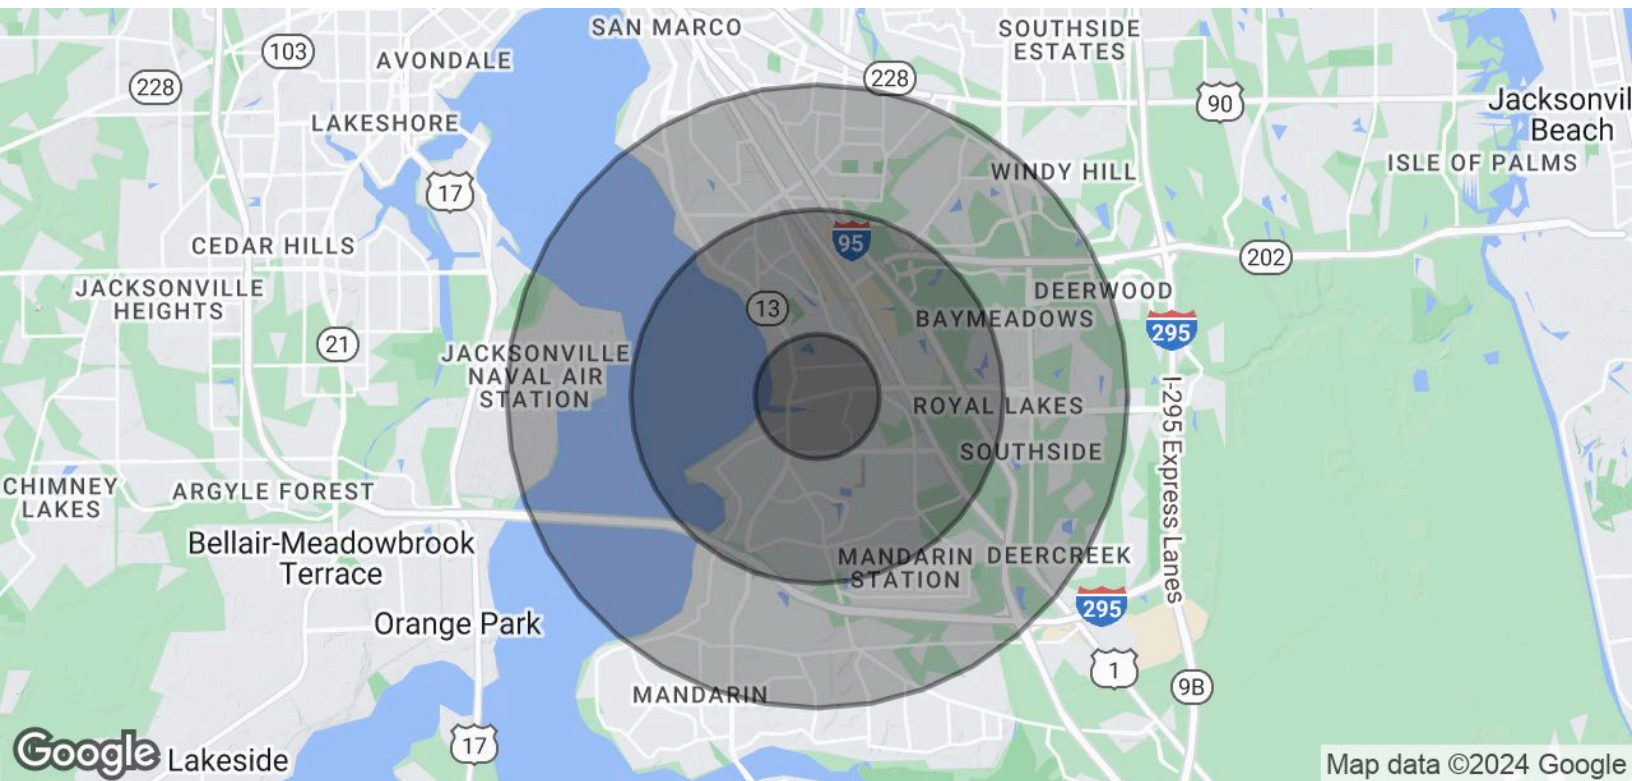 SAN MARCO
SOUTHSIDE
ESTATES
103
AVONDALE
228
228
90
Jacksonvil
Beach
LAKESHORE
ISLE OF PALMS
WINDY HILL
17
95
CEDAR HILLS
202
JACKSONVILLE
HEIGHTS
DEERWOOD
13
BAYMEADOWS
295
21
JACKSONVILLE
NAVAL AIR
STATION
I-295 Express Lanes
ROYAL LAKES
SOUTHSIDE
CHIMNEY
LAKES
ARGYLE FOREST
Bellair-Meadowbrook
Terrace
MANDARIN
STATION
DEERCREEK
295
Orange Park
1
9B
MANDARIN
17
Google
Lakeside
Map data ©2024 Google